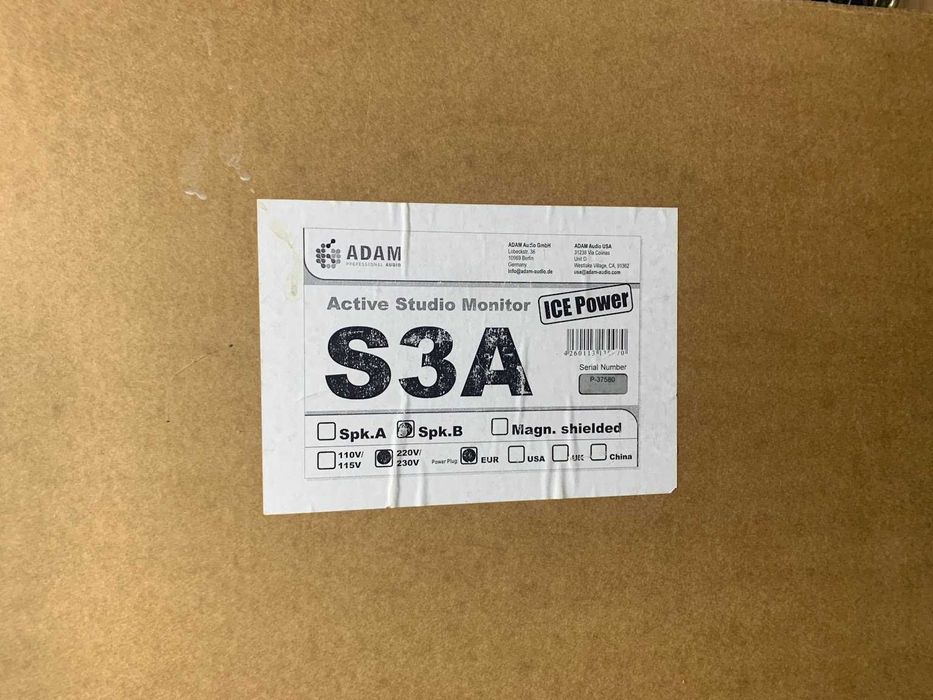 ADAM
PROFESSIONAL AUDIO
ADAM Audio GmbH
Lobeckstr. 36
10969 Berlin
Germany
info@adam-audio.de
ADAM Audio USA
31239 Via Colinas
Unit D
Westlake Village, CA, 91362
usa@adam-audio.com
Active Studio Monitor
ICE Power
S3A
Serial Number
P-37580
Spk.A Spk.B Magn. shielded
110V/
115V
220V/
230V
Power Plug: EUR USA UK China